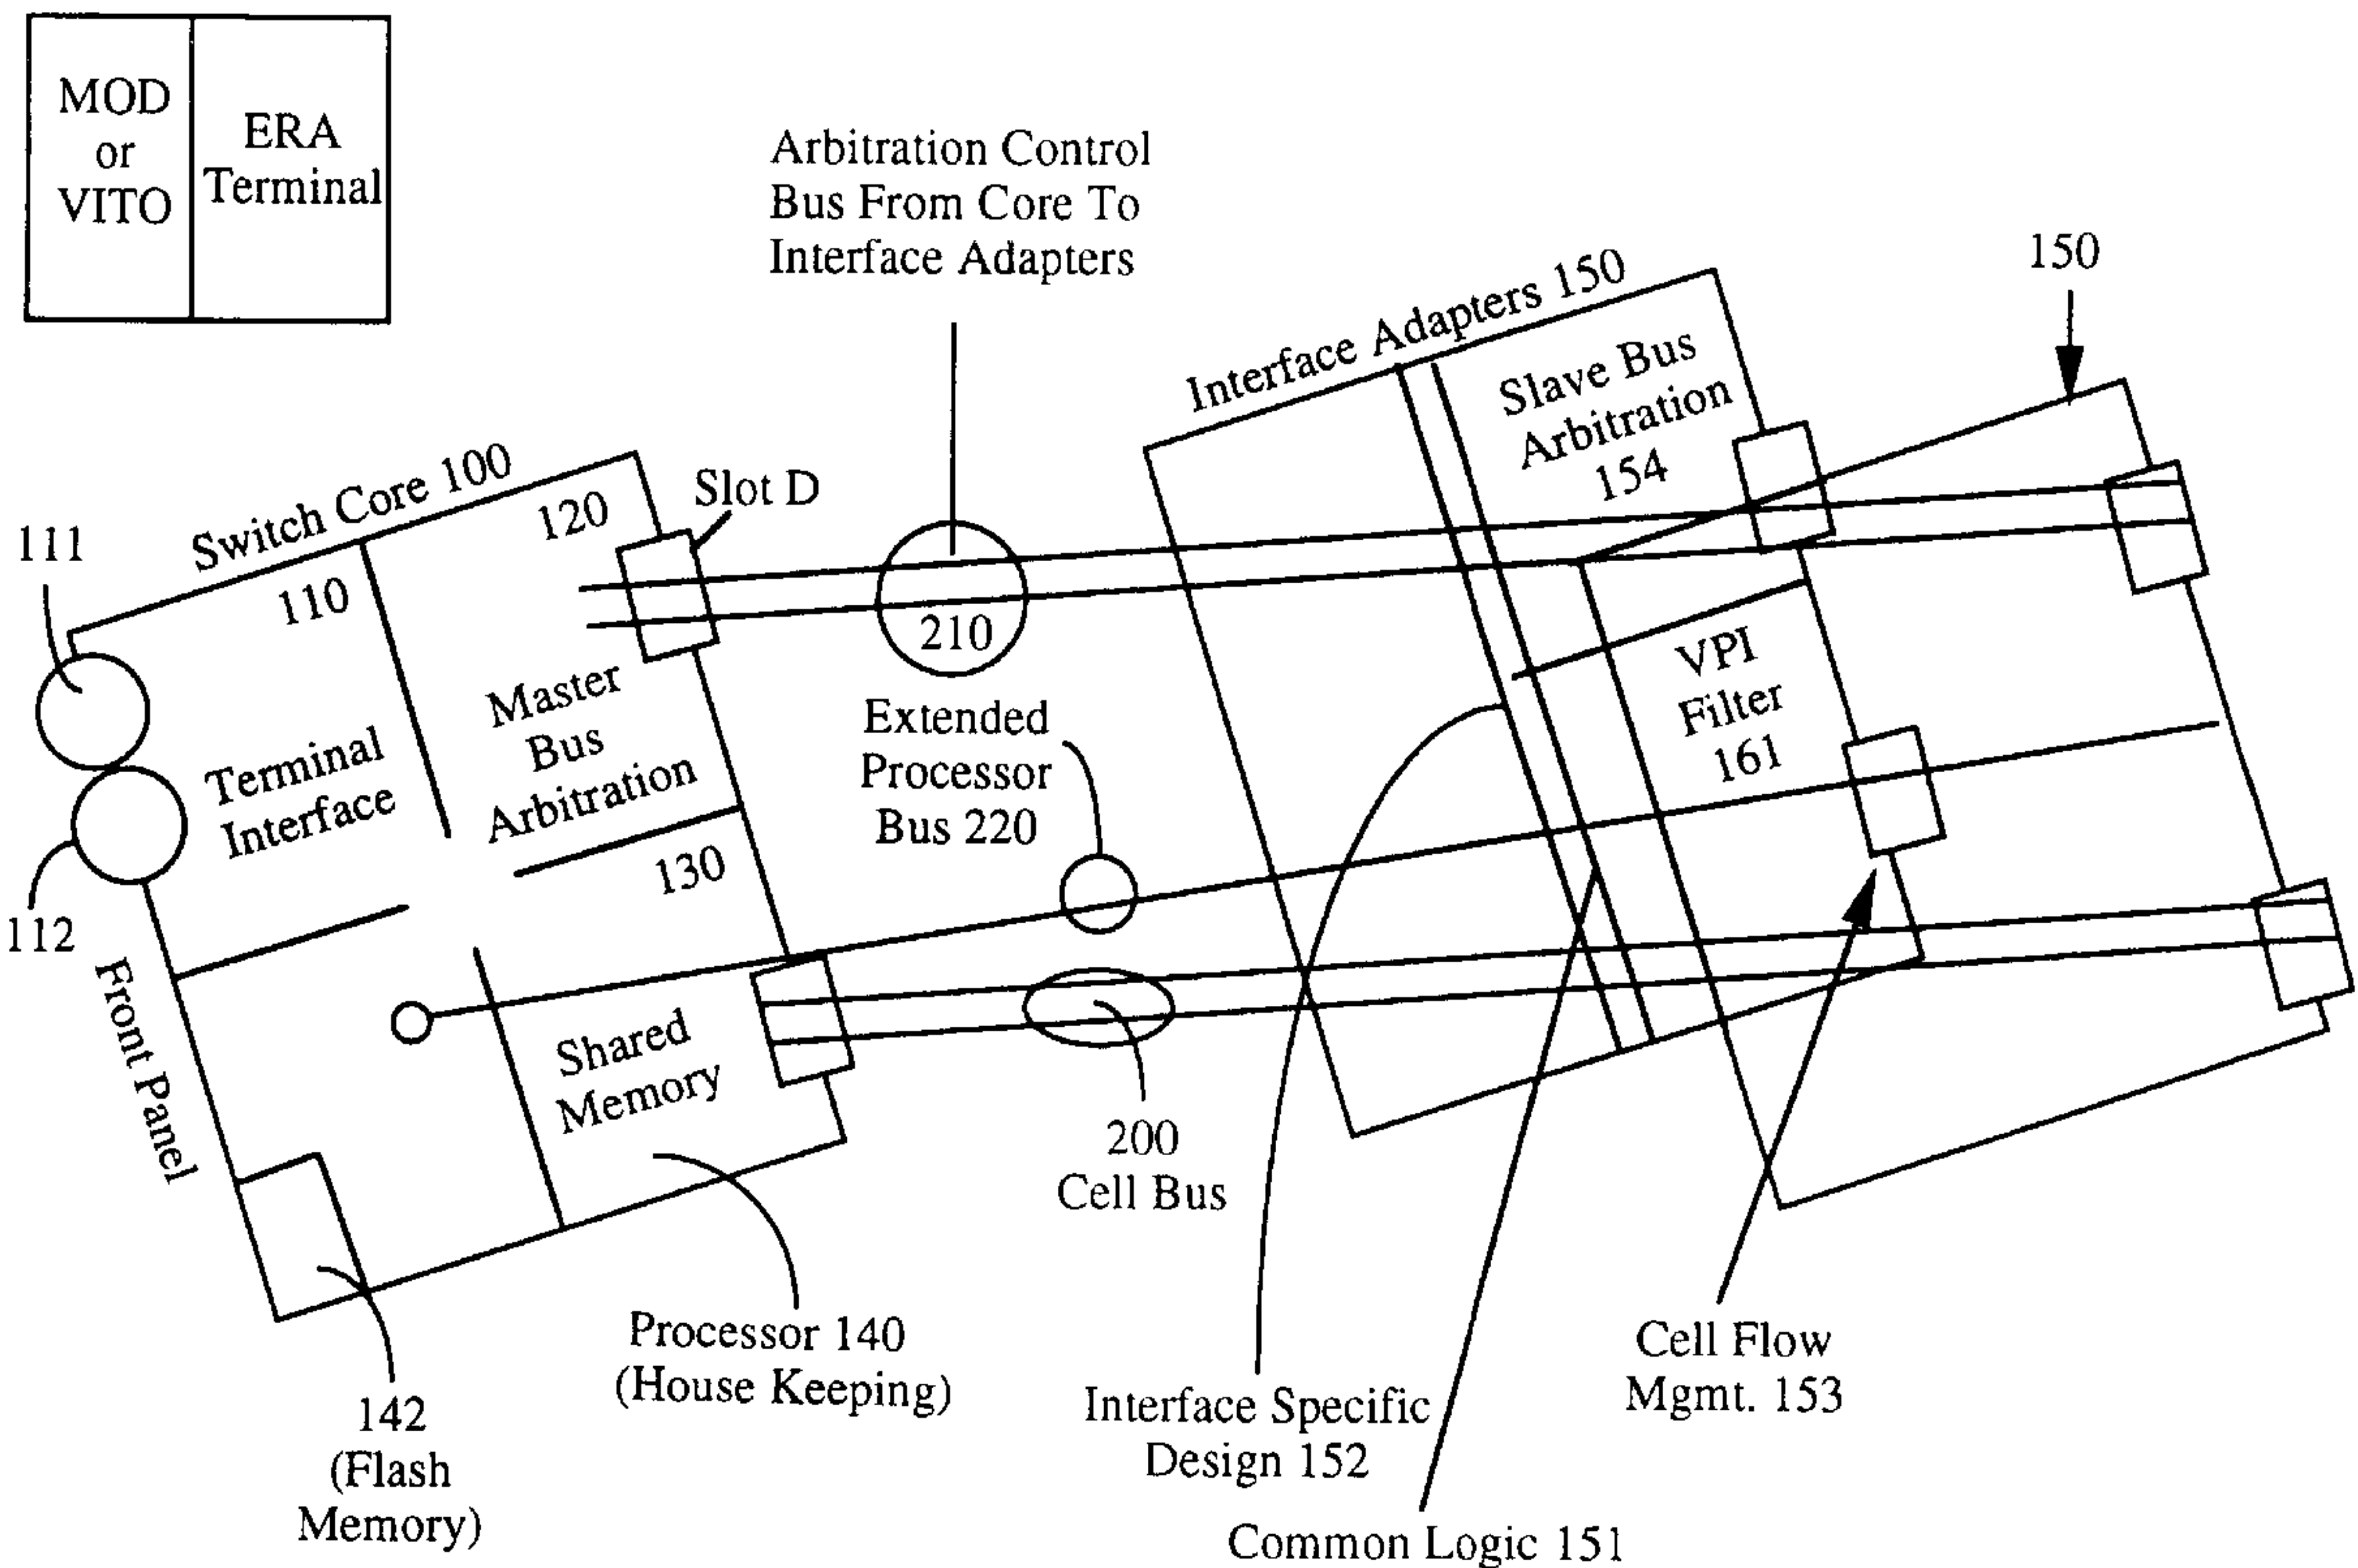 MOD
or
VITO
ERA
Terminal
Arbitration Control
Bus From Core To
Interface Adapters
150
Interface Adapters 150
Slave Bus
Arbitration
154
Switch Core 100
120
Slot D
111
110
210
Master
Bus
Arbitration
VPI
Filter
161
Extended
Processor
Bus 220
Terminal
Interface
130
112
Front Panel
Shared
Memory
200
Cell Bus
Processor 140
(House Keeping)
Cell Flow
Mgmt. 153
Interface Specific
Design 152
142
(Flash
Memory)
Common Logic 151